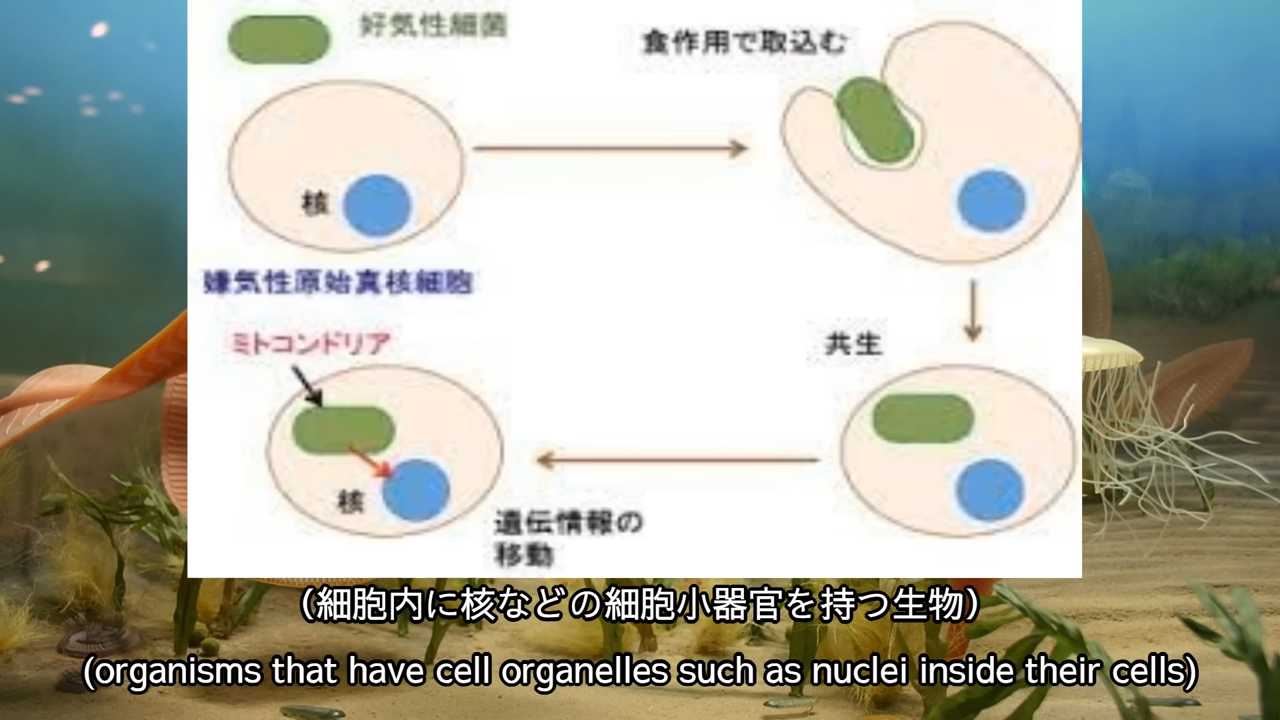 好気性細菌
食作用で取込む
核
嫌気性原始真核細胞
ミトコンドリア
共生
核
遺伝情報の
移動
（細胞内に核などの細胞小器官を持つ生物）
(organisms that have cell organelles such as nuclei inside their cells)